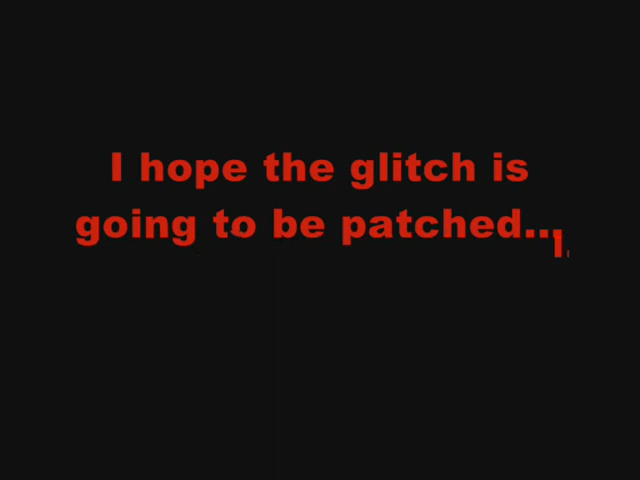 I hope the glitch is
going to be patched...